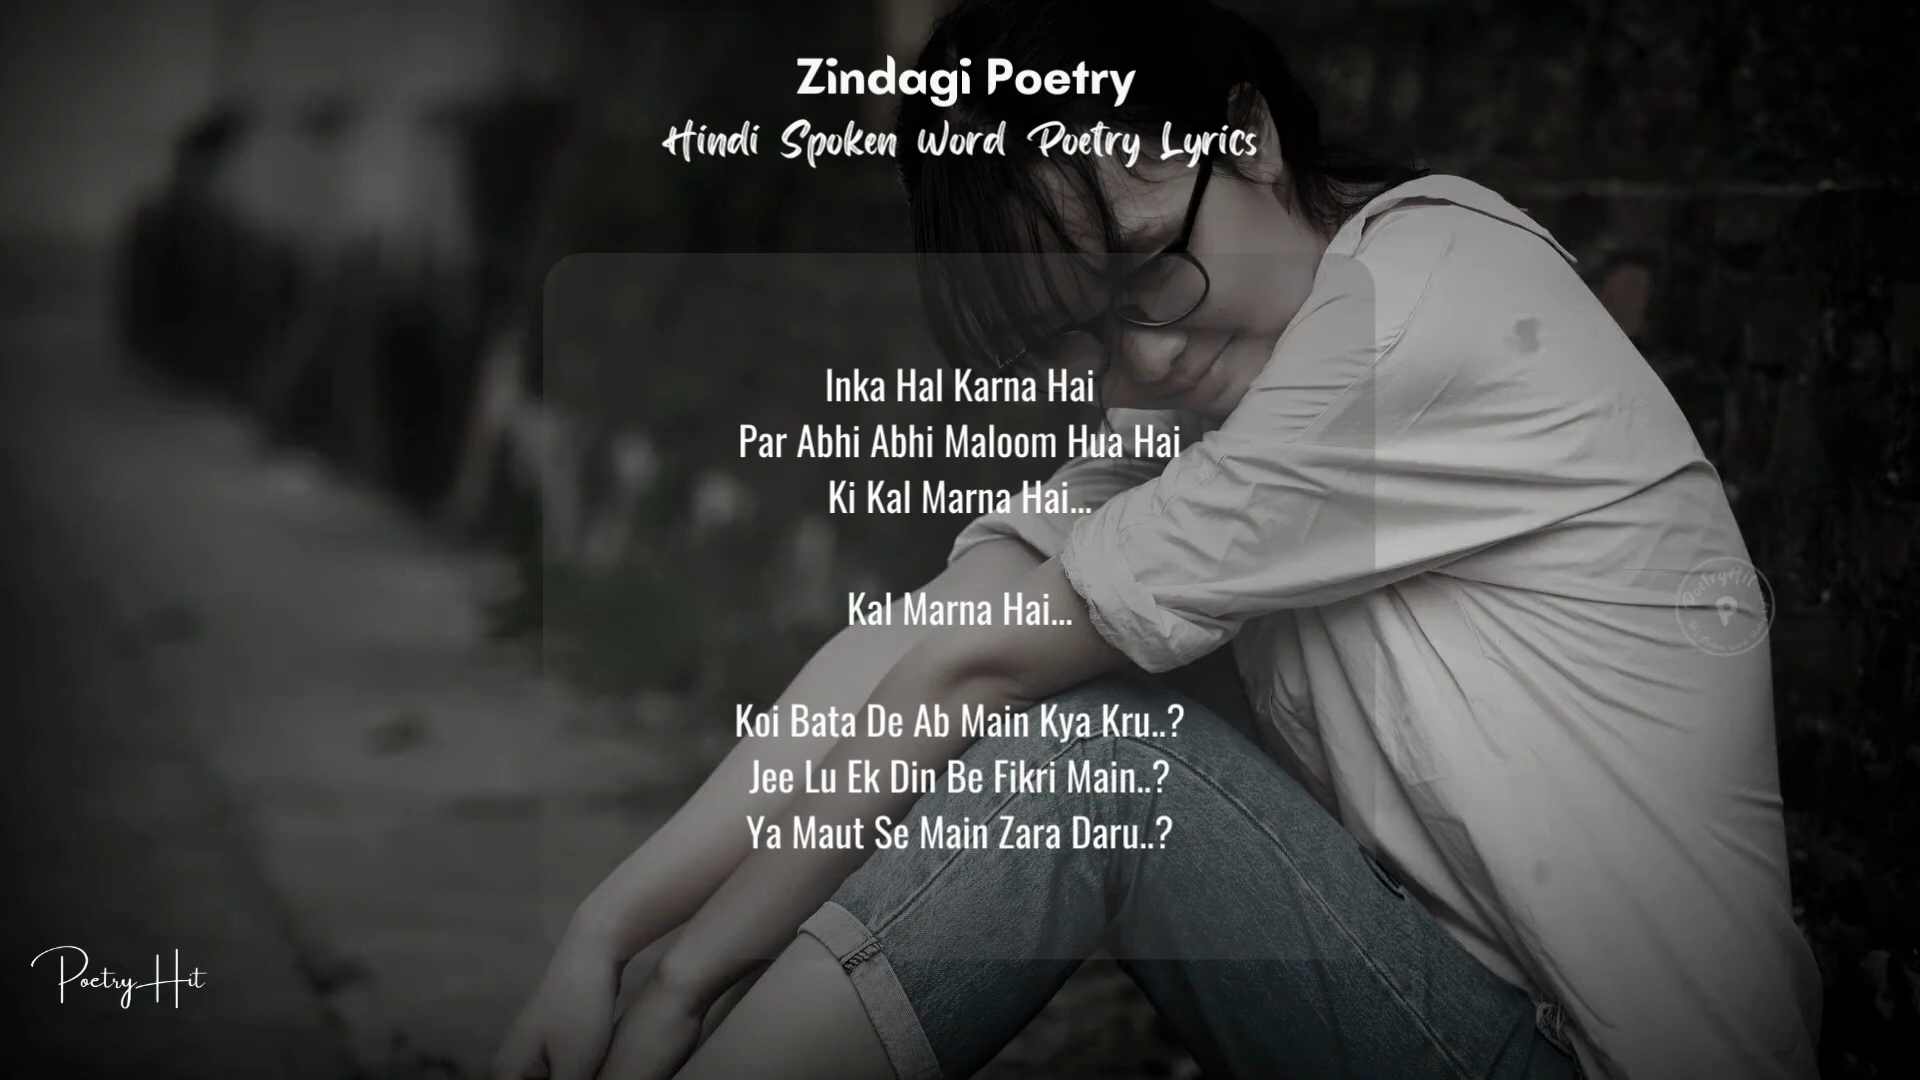 Zindagi Poetry
Hindi Spoken Word Poetry Lyrics
Inka Hal Karna Hai
Par Abhi Abhi Maloom Hua Hai
Ki Kal Marna Hai...
Kal Marna Hai...
Koi Bata De Ab Main Kya Kru..?
Jee Lu Ek Din Be Fikri Main..?
Ya Maut Se Main Zara Daru..?
PoetryHit
P
Poetry Hit